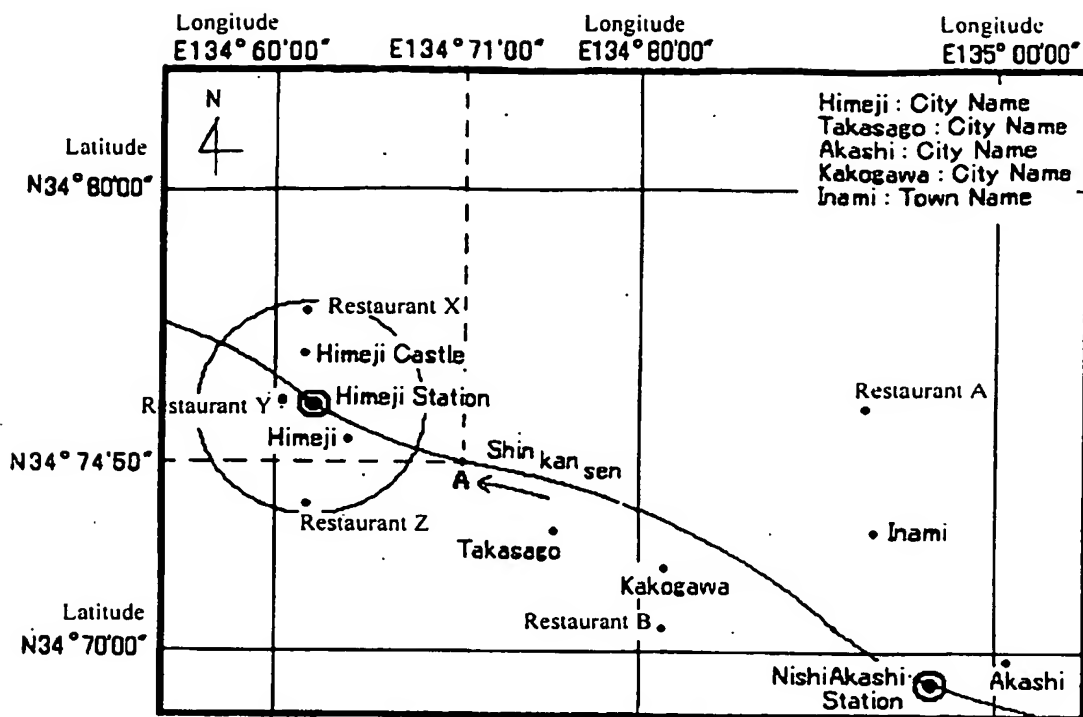 Longitude
E134°60'00"
E134°71'00"
Longitude
E134°80'00"
Longitude
E135°00'00"
N
Himeji : City Name
Takasago : City Name
Akashi : City Name
Kakogawa : City Name
Inami : Town Name
Latitude
N34°80'00"
Restaurant X
Himeji Castle
Restaurant Y
Himeji Station
Restaurant A
Himeji
N34°74'50"
Shin kan sen
A
Restaurant Z
Takasago
Inami
Kakogawa
Latitude
Restaurant B
N34°70'00"
NishiAkashi
Station
Akashi